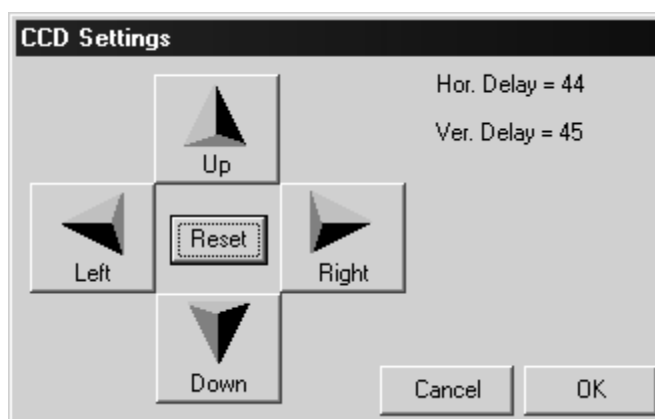 CCD Settings
Hor. Delay = 44
Ver. Delay = 45
Up
Left
Reset
Right
Down
Cancel
OK